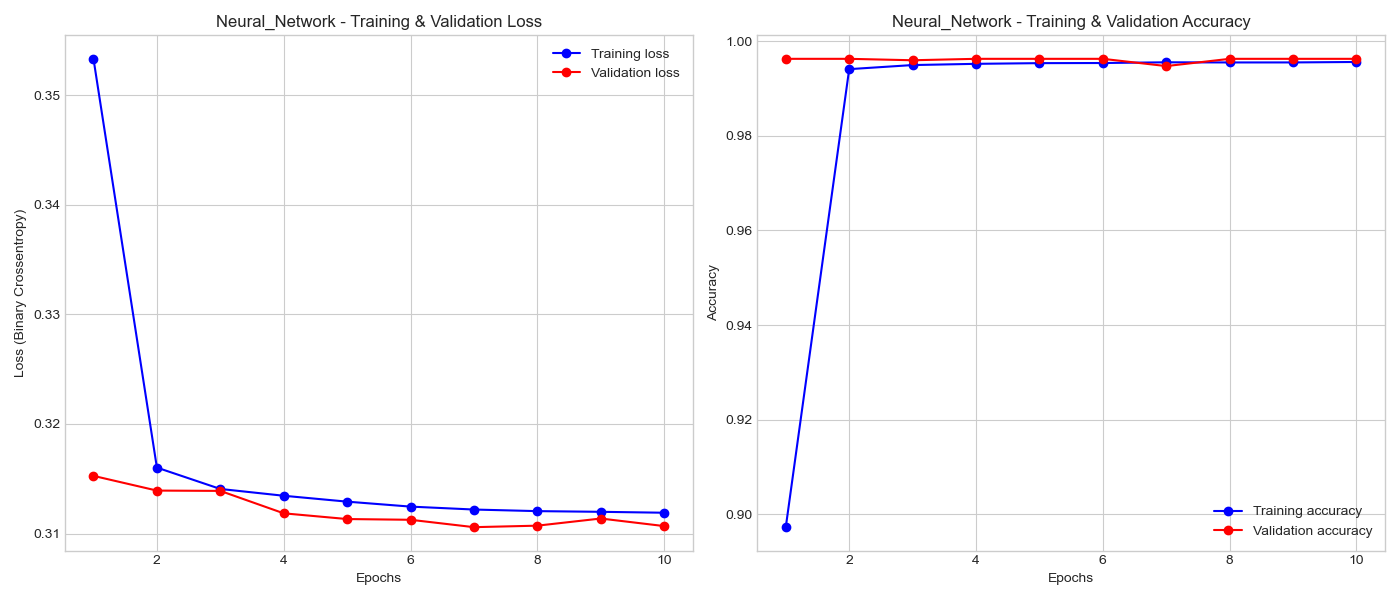 Neural_Network - Training & Validation Loss
Training loss
Validation loss
0.35
0.34
0.33
0.32
0.31
Loss (Binary Crossentropy)
2 4 6 8 10
Epochs
Neural_Network - Training & Validation Accuracy
1.00
0.98
0.96
0.94
0.92
0.90
Accuracy
Training accuracy
Validation accuracy
2 4 6 8 10
Epochs